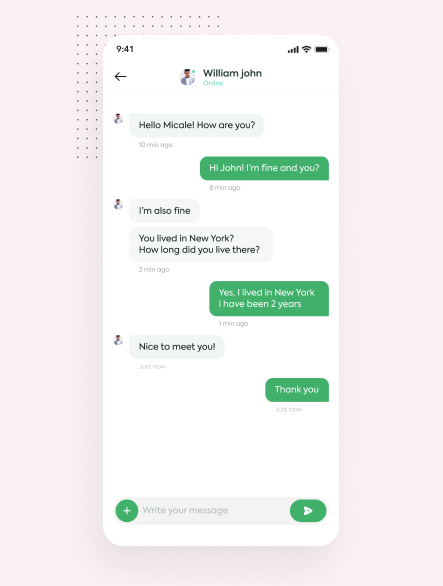 9:41
William john
Online
Hello Micale! How are you?
10 min ago
Hi John! I'm fine and you?
8 min ago
I'm also fine
You lived in New York?
How long did you live there?
2 min ago
Yes, I lived in New York
i have been 2 years
1 min ago
Nice to meet you!
Just now
Thank you
Just now
Write your message